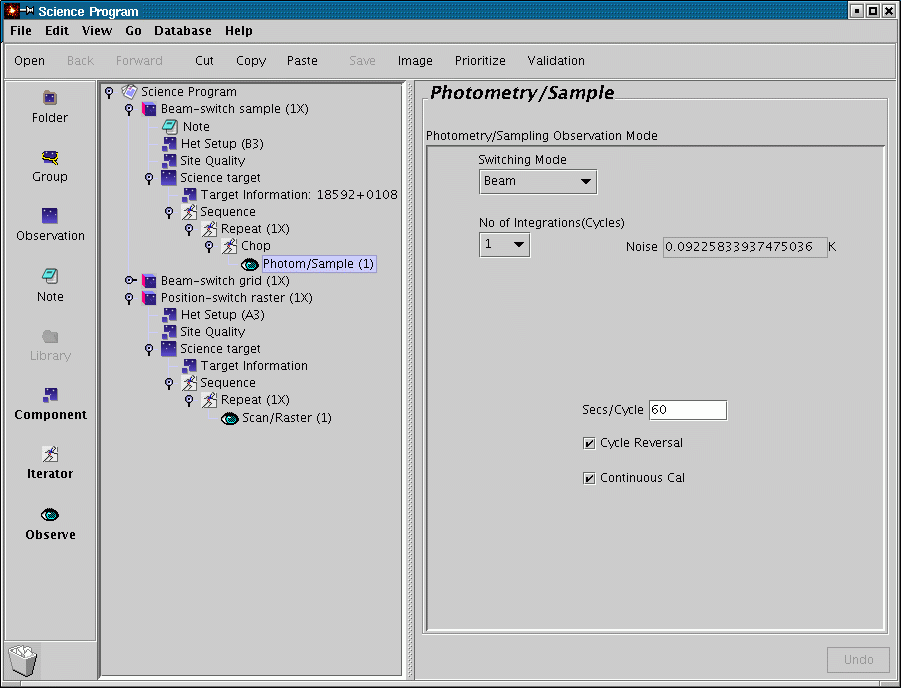 Science Program
File Edit View Go Database Help
Open Back Forward Cut Copy Paste Save Image Prioritize Validation
Folder
Group
Observation
Note
Library
Component
Iterator
Observe
Science Program
Beam-switch sample (1X)
Note
Het Setup (B3)
Site Quality
Science target
Target Information: 18592+0108
Sequence
Repeat (1X)
Chop
Photom/Sample (1)
Beam-switch grid (1X)
Position-switch raster (1X)
Het Setup (A3)
Site Quality
Science target
Target Information
Sequence
Repeat (1X)
Scan/Raster (1)
Photometry/Sample
Photometry/Sampling Observation Mode
Switching Mode
Beam
No of Integrations(Cycles)
1
Noise 0.09225833937475036 K
Secs/Cycle 60
Cycle Reversal
Continuous Cal
Undo